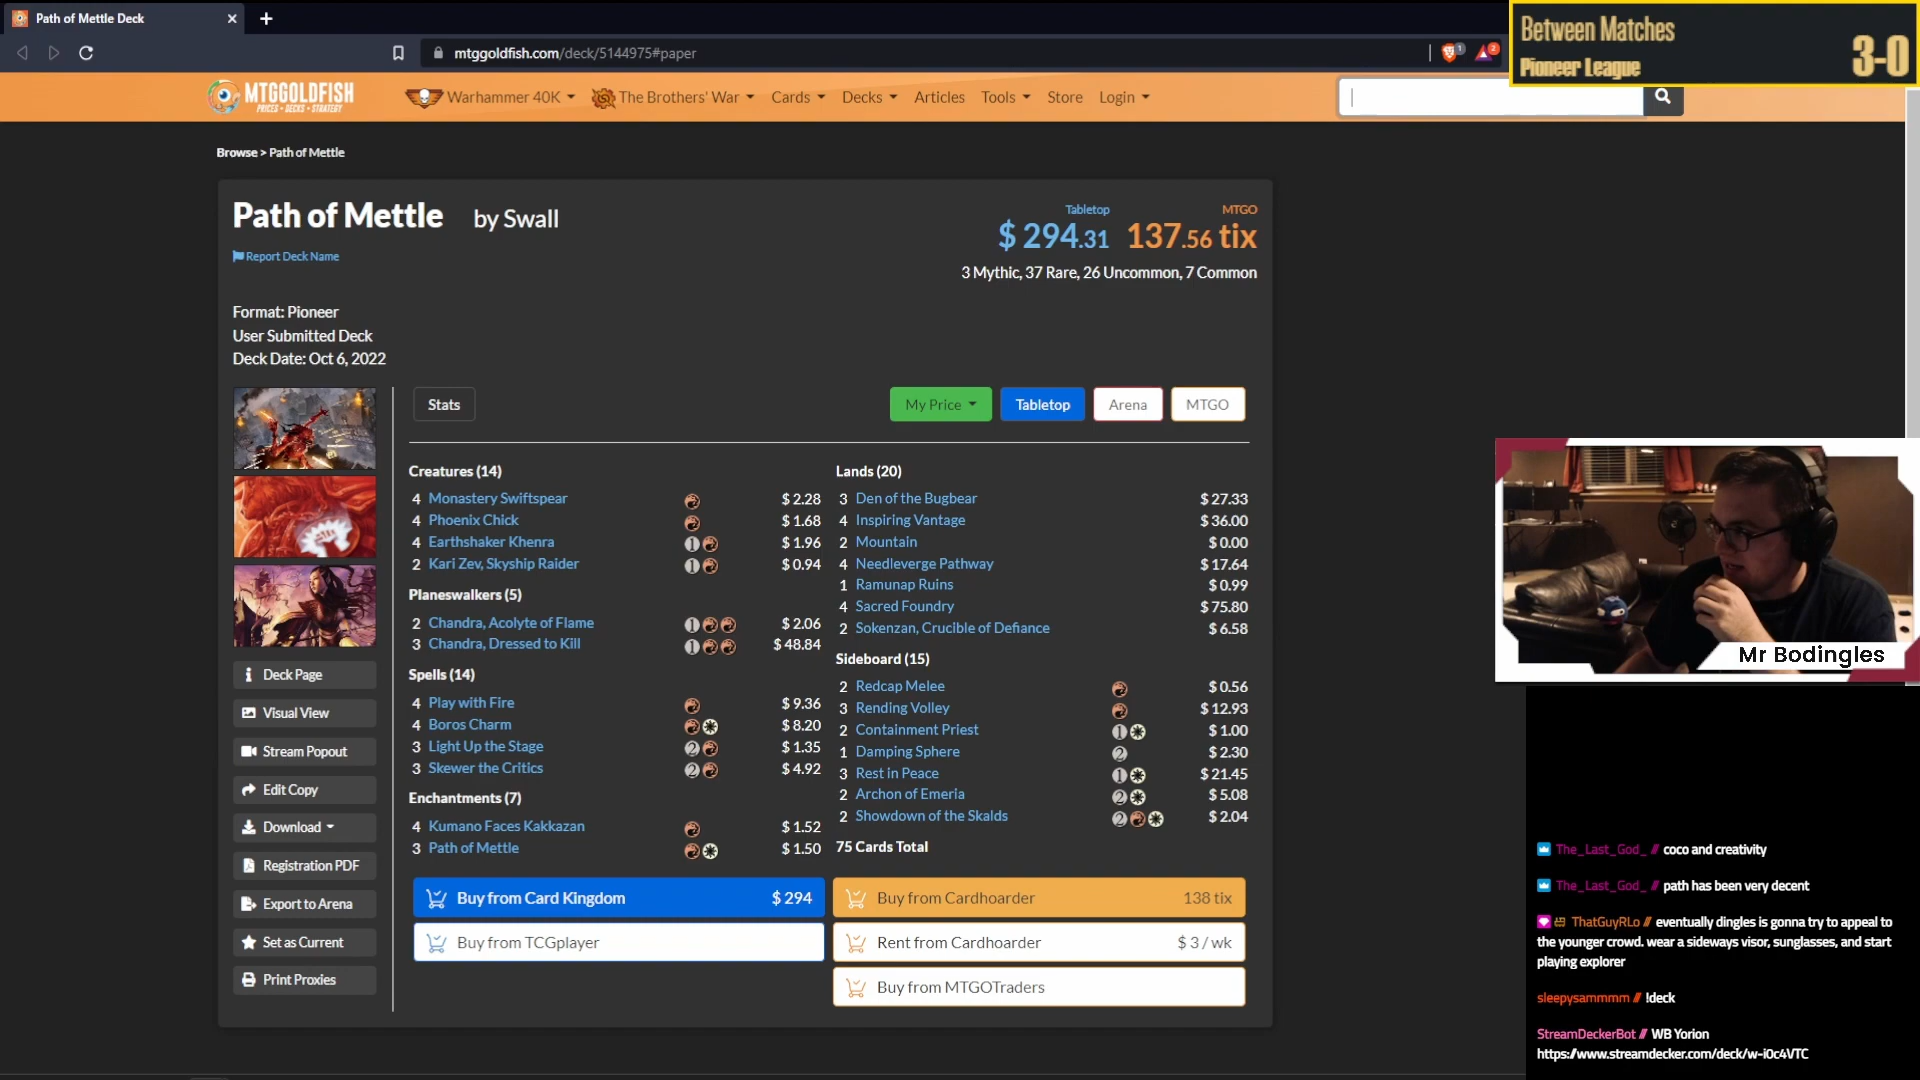 Path of Mettle Deck
mtggoldfish.com/deck/5144975#paper
1
2
Between Matches
Pioneer League
3-0
MTGGOLDFISH
PRICES • DECKS • STRATEGY
Warhammer 40K
The Brothers' War
Cards
Decks
Articles
Tools
Store
Login
Browse > Path of Mettle
Path of Mettle by Swall
Report Deck Name
Tabletop
$ 294.31
MTGO
137.56 tix
3 Mythic, 37 Rare, 26 Uncommon, 7 Common
Format: Pioneer
User Submitted Deck
Deck Date: Oct 6, 2022
Stats
My Price
Tabletop
Arena
MTGO
Deck Page
Visual View
Stream Popout
Edit Copy
Download
Registration PDF
Export to Arena
Set as Current
Print Proxies
Creatures (14)
4 Monastery Swiftspear $ 2.28
4 Phoenix Chick $ 1.68
4 Earthshaker Khenra 1 $ 1.96
2 Kari Zev, Skyship Raider 1 $ 0.94
Planeswalkers (5)
2 Chandra, Acolyte of Flame 1 $ 2.06
3 Chandra, Dressed to Kill 1 $ 48.84
Spells (14)
4 Play with Fire $ 9.36
4 Boros Charm $ 8.20
3 Light Up the Stage 2 $ 1.35
3 Skewer the Critics 2 $ 4.92
Enchantments (7)
4 Kumano Faces Kakkazan $ 1.52
3 Path of Mettle $ 1.50
Lands (20)
3 Den of the Bugbear $ 27.33
4 Inspiring Vantage $ 36.00
2 Mountain $ 0.00
4 Needleverge Pathway $ 17.64
1 Ramunap Ruins $ 0.99
4 Sacred Foundry $ 75.80
2 Sokenzan, Crucible of Defiance $ 6.58
Sideboard (15)
2 Redcap Melee $ 0.56
3 Rending Volley $ 12.93
2 Containment Priest 1 $ 1.00
1 Damping Sphere 2 $ 2.30
3 Rest in Peace 1 $ 21.45
2 Archon of Emeria 2 $ 5.08
2 Showdown of the Skalds 2 $ 2.04
75 Cards Total
Buy from Card Kingdom $ 294
Buy from TCGplayer
Buy from Cardhoarder 138 tix
Rent from Cardhoarder $ 3 / wk
Buy from MTGOTraders
Mr Bodingles
The_Last_God_ // coco and creativity
The_Last_God_ // path has been very decent
ThatGuyRLo // eventually dingles is gonna try to appeal to
the younger crowd. wear a sideways visor, sunglasses, and start
playing explorer
sleepysammmm // !deck
StreamDeckerBot // WB Yorion
https://www.streamdecker.com/deck/w-i0c4VTC